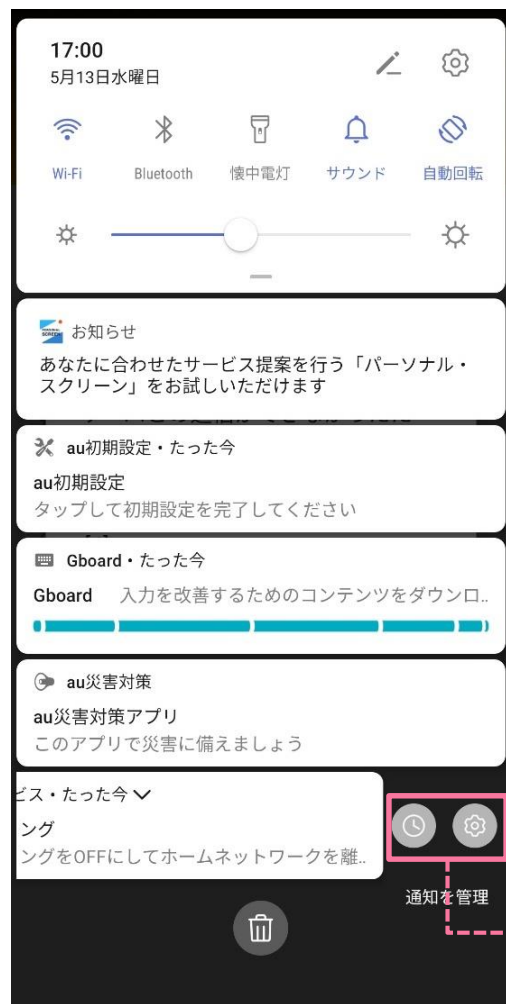 17:00
5月13日水曜日
Wi-Fi
Bluetooth
懐中電灯
サウンド
自動回転
お知らせ
あなたに合わせたサービス提案を行う「パーソナル・
スクリーン」をお試しいただけます
au初期設定・たった今
au初期設定
タップして初期設定を完了してください
Gboard・たった今
Gboard 入力を改善するためのコンテンツをダウンロ..
au災害対策
au災害対策アプリ
このアプリで災害に備えましょう
ビス・たった今
ング
ングをOFFにしてホームネットワークを離..
通知を管理